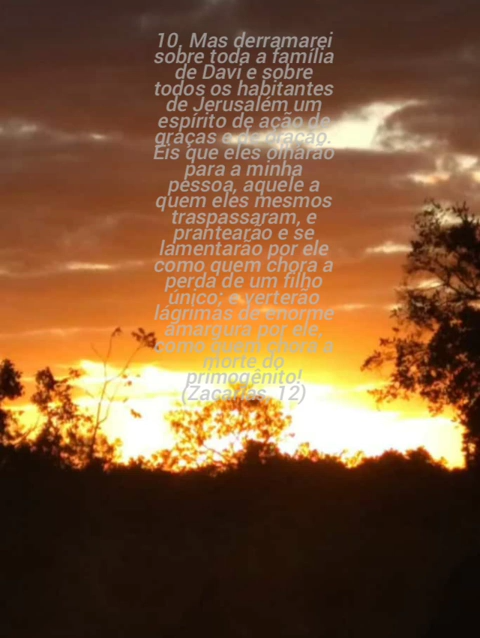 10. Mas derramarei
sobre toda a família
de Davi e sobre
todos os habitantes
de Jerusalém um
espírito de ação de
graças e de oração.
Eis que eles olharão
para a minha
pessoa, aquele a
quem eles mesmos
traspassaram, e
prantearão e se
lamentarão por ele
como quem chora a
perda de um filho
único; e verterão
lágrimas de enorme
amargura por ele,
como quem chora a
morte do
primogênito!
(Zacarias, 12)